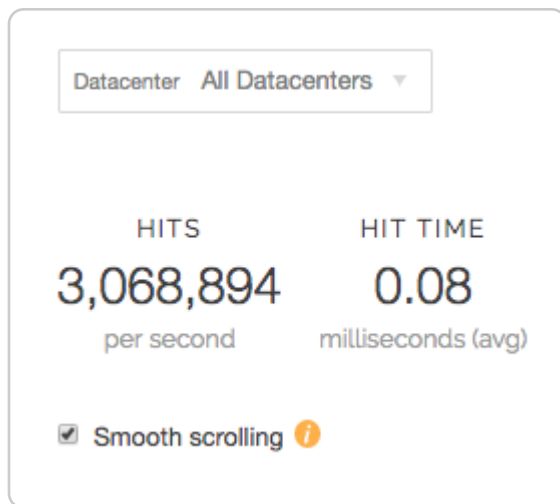 Datacenter All Datacenters
HITS
3,068,894
per second
HIT TIME
0.08
milliseconds (avg)
Smooth scrolling i